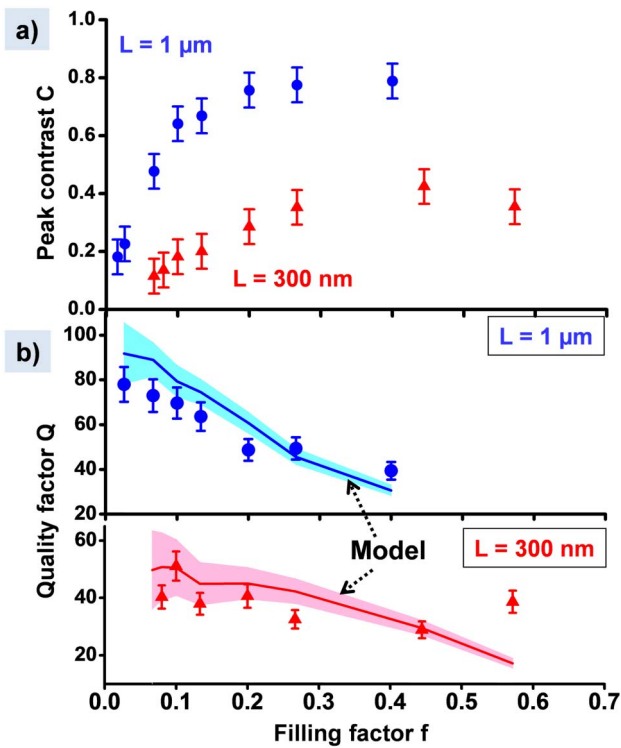 a)
1.0
L = 1 µm
0.8
0.6
0.4
0.2
0.0
Peak contrast C
L = 300 nm
b)
100
80
60
40
20
L = 1 µm
Quality factor Q
Model
60
40
20
L = 300 nm
0.0 0.1 0.2 0.3 0.4 0.5 0.6 0.7
Filling factor f